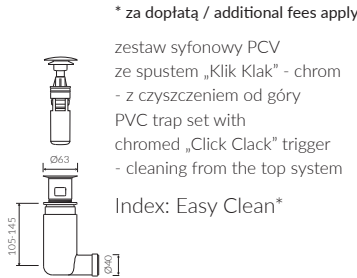 * za dopłatą / additional fees apply
zestaw syfonowy PCV
ze spustem „Klik Klak” - chrom
- z czyszczeniem od góry
PVC trap set with
chromed „Click Clack” trigger
- cleaning from the top system
Index: Easy Clean*
Ø63
105-145
Ø40